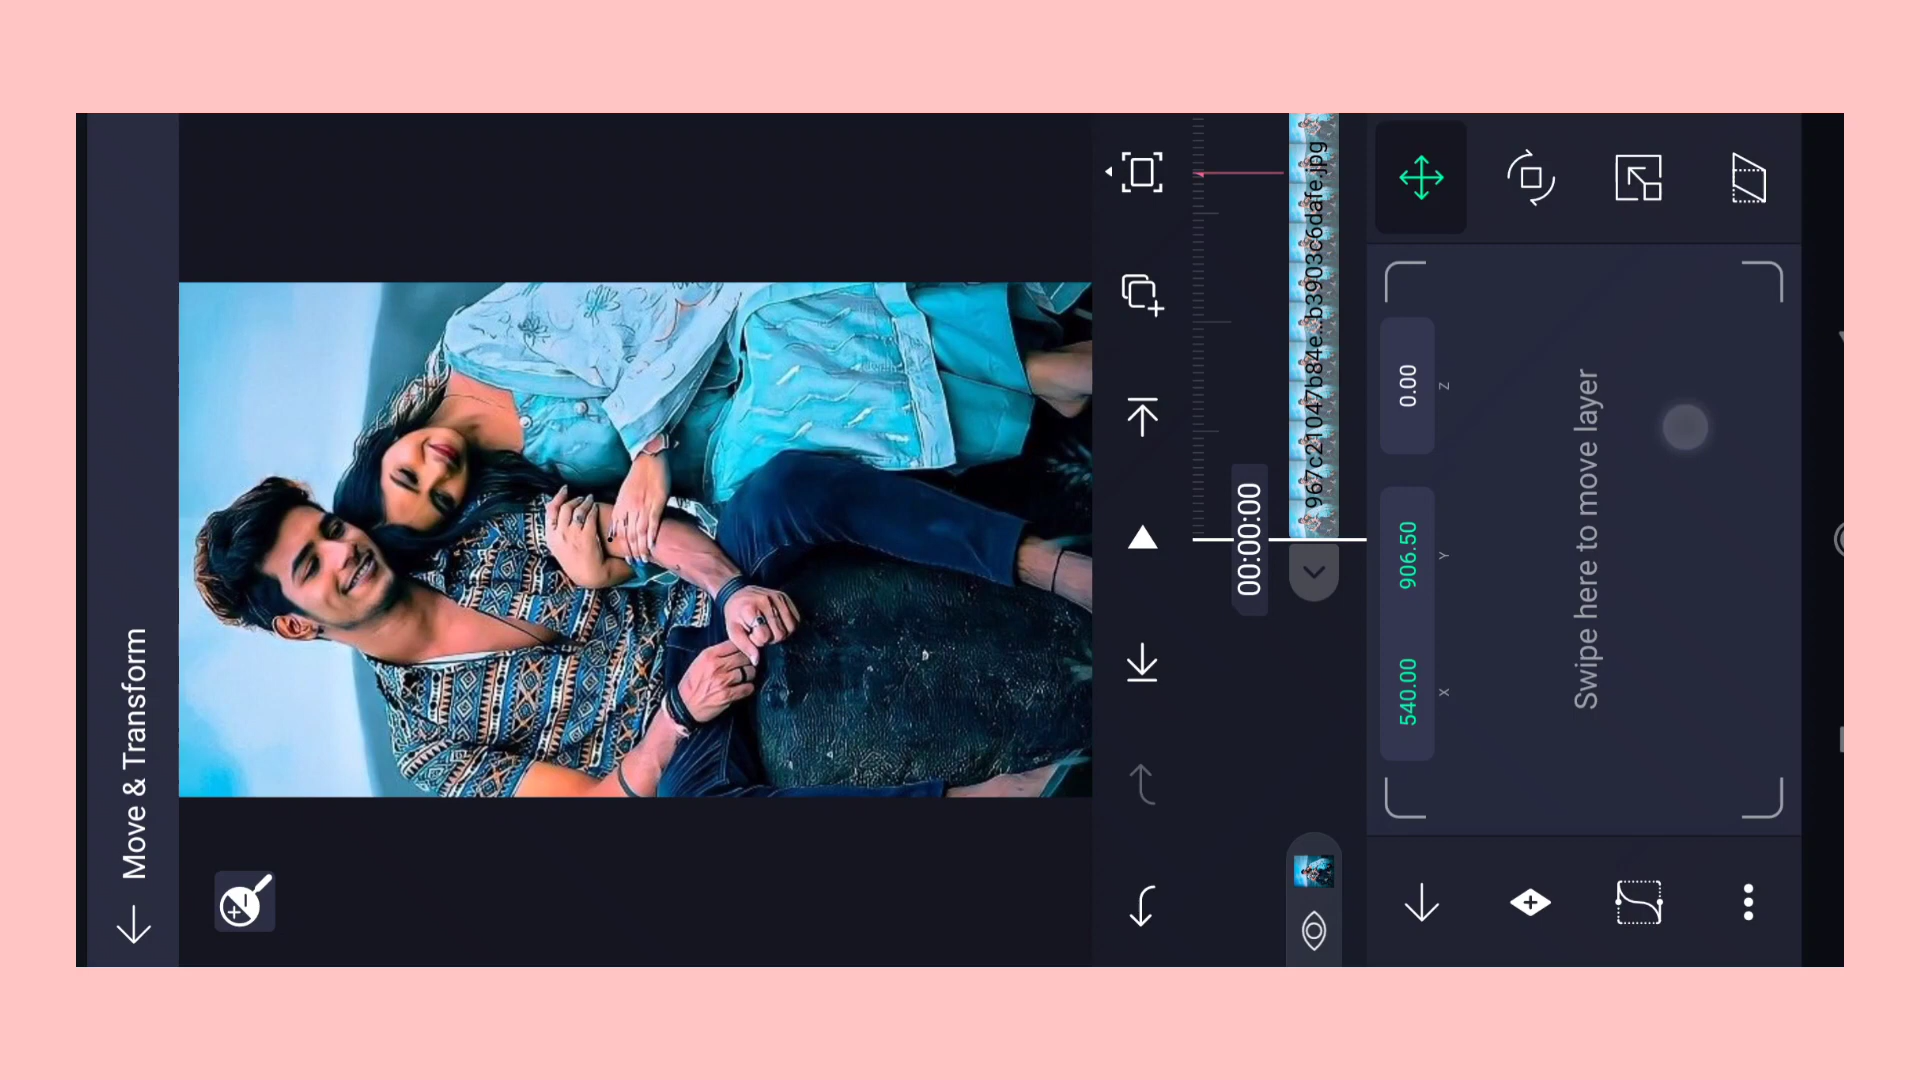 Move & Transform
00:00:00
967c21047b84e...b3903c6dafe.jpg
540.00
X
906.50
Y
0.00
Z
Swipe here to move layer